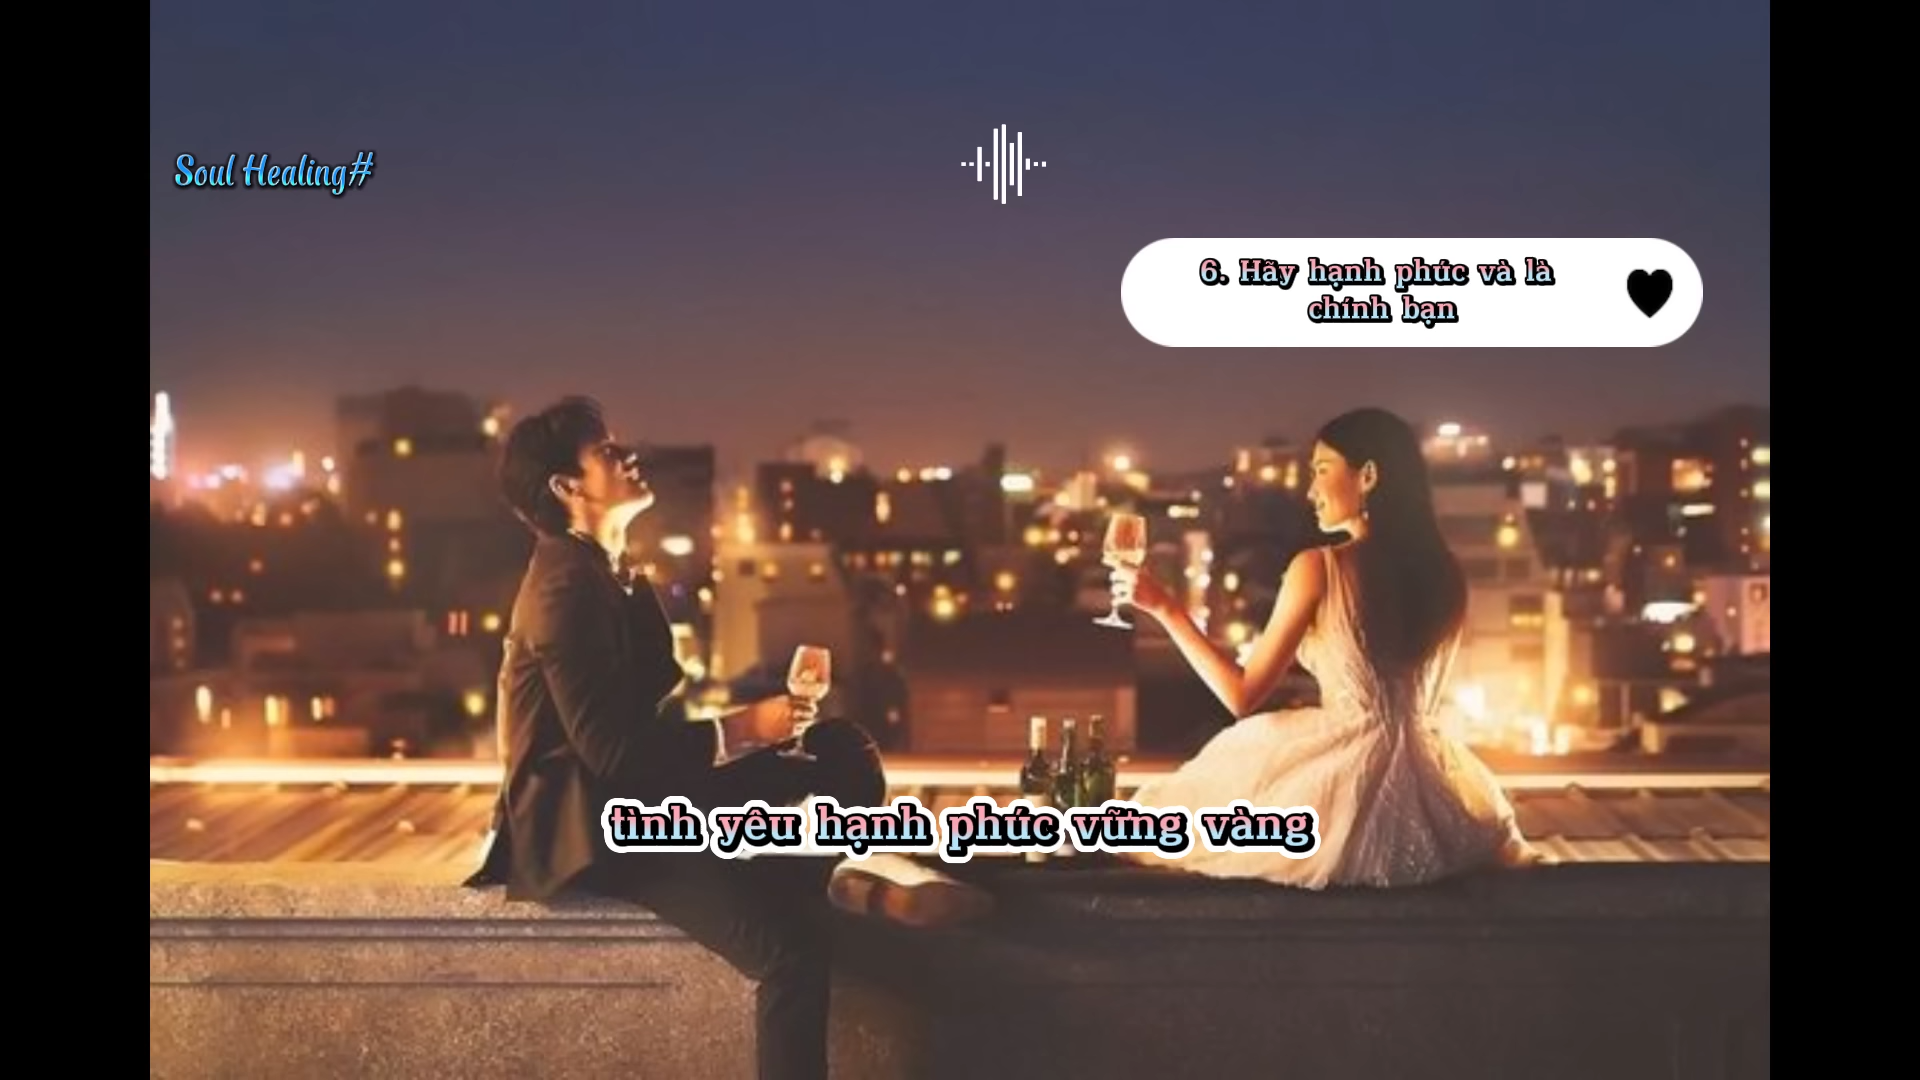 Soul Healing#
6. Hãy hạnh phúc và là
chính bạn
tình yêu hạnh phúc vững vàng